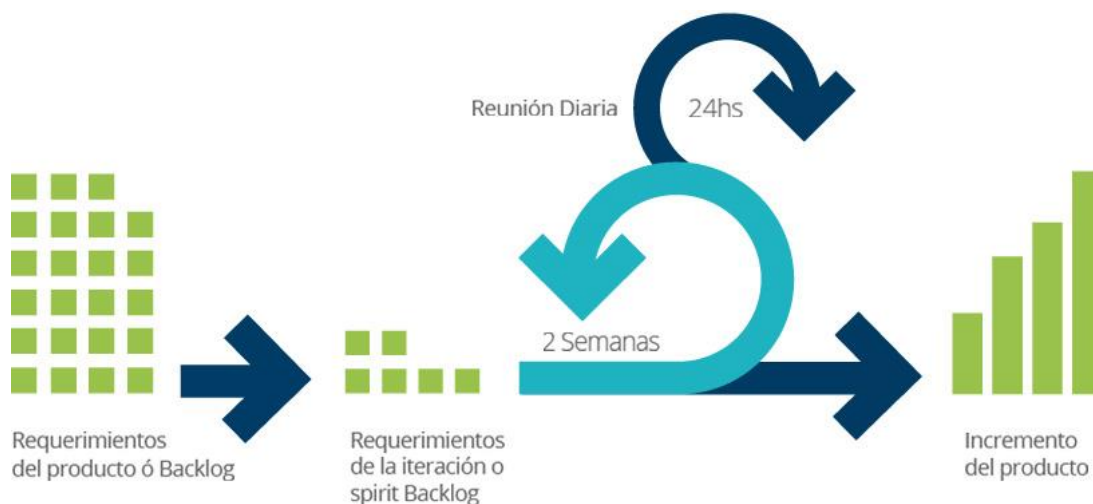 Reunión Diaria
24hs
2 Semanas
Requerimientos
del producto ó Backlog
Requerimientos
de la iteración o
spirit Backlog
Incremento
del producto